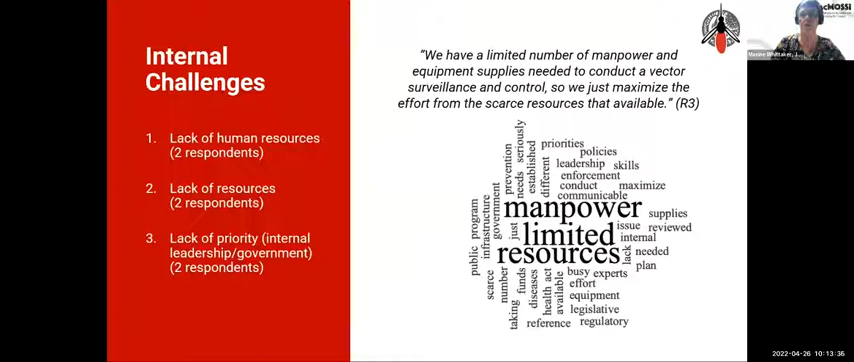 Internal
Challenges
1. Lack of human resources
(2 respondents)
2. Lack of resources
(2 respondents)
3. Lack of priority (internal
leadership/government)
(2 respondents)
“We have a limited number of manpower and
equipment supplies needed to conduct a vector
surveillance and control, so we just maximize the
effort from the scarce resources that available.” (R3)
seriously
priorities
policies
prevention
needs
established
different
leadership
skills
enforcement
conduct
maximize
communicable
government
manpower
supplies
program
infrastructure
just
limited
issue
reviewed
internal
public
resources
lack
needed
plan
scarce
number
funds
diseases
health
act
available
busy
experts
effort
equipment
taking
legislative
reference
regulatory
MOSSI
Maxine Whittaker, J...
2022-04-26 10:13:36